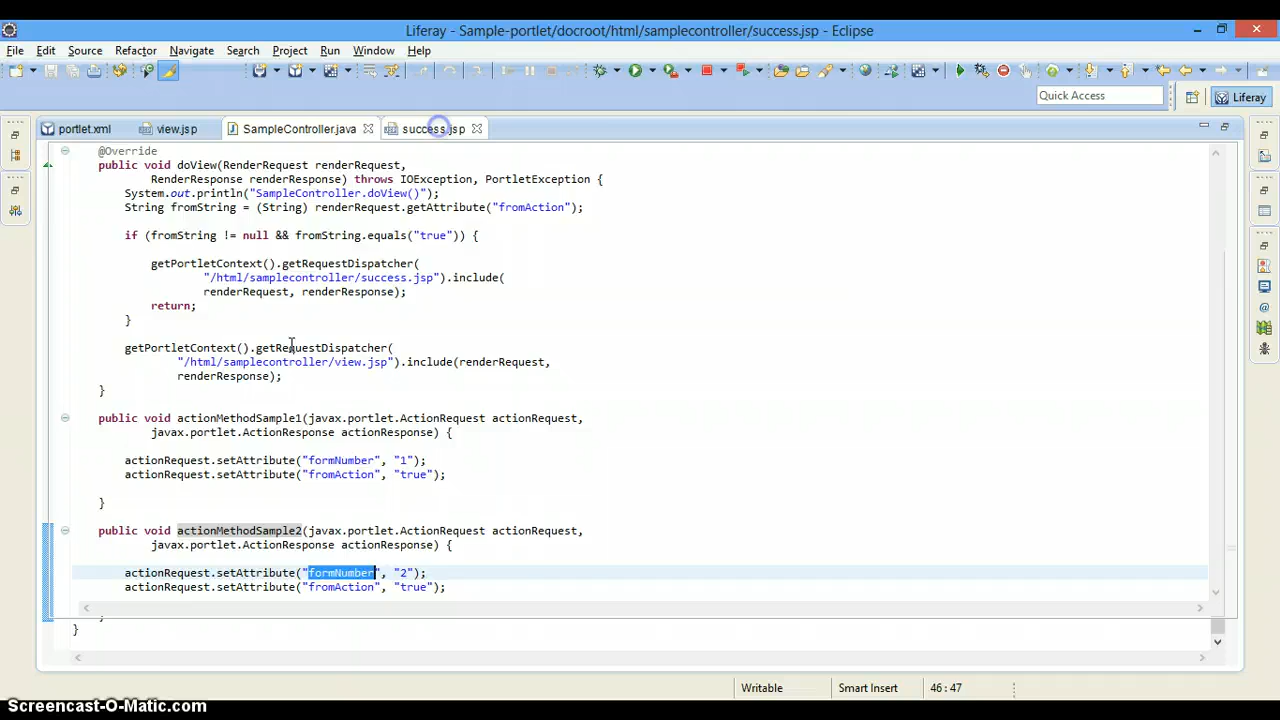 Liferay - Sample-portlet/docroot/html/samplecontroller/success.jsp - Eclipse
File Edit Source Refactor Navigate Search Project Run Window Help
Quick Access
Liferay
portlet.xml view.jsp SampleController.java success.jsp
@Override
public void doView(RenderRequest renderRequest,
RenderResponse renderResponse) throws IOException, PortletException {
System.out.println("SampleController.doView()");
String fromString = (String) renderRequest.getAttribute("fromAction");
if (fromString != null && fromString.equals("true")) {
getPortletContext().getRequestDispatcher(
"/html/samplecontroller/success.jsp").include(
renderRequest, renderResponse);
return;
}
getPortletContext().getRequestDispatcher(
"/html/samplecontroller/view.jsp").include(renderRequest,
renderResponse);
}
public void actionMethodSample1(javax.portlet.ActionRequest actionRequest,
javax.portlet.ActionResponse actionResponse) {
actionRequest.setAttribute("formNumber", "1");
actionRequest.setAttribute("fromAction", "true");
}
public void actionMethodSample2(javax.portlet.ActionRequest actionRequest,
javax.portlet.ActionResponse actionResponse) {
actionRequest.setAttribute("formNumber", "2");
actionRequest.setAttribute("fromAction", "true");
}
Writable Smart Insert 46 : 47
Screencast-O-Matic.com